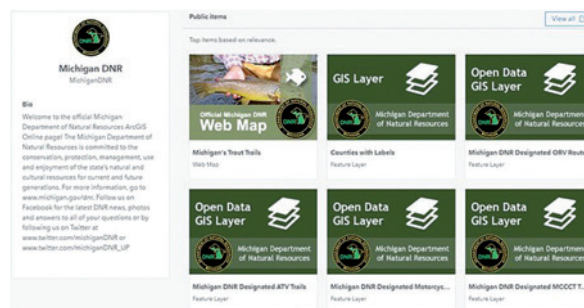 Michigan DNR
MichiganDNR
Bio
Welcome to the official Michigan
Department of Natural Resources ArcGIS
Online page! The Michigan Department of
Natural Resources is committed to the
conservation, protection, management, use
and enjoyment of the state's natural and
cultural resources for current and future
generations. For more information, go to
www.michigan.gov/dnr. Follow us on
Facebook for the latest DNR news, photos
and answers to all of your questions or by
following us on Twitter at
www.twitter.com/michiganDNR or
www.twitter.com/michiganDNR_UP
Public items
View all
Top items based on relevance.
Official Michigan DNR
Web Map
Michigan's Trout Trails
Web Map
GIS Layer
Michigan Department
of Natural Resources
Counties with Labels
Feature Layer
Open Data
GIS Layer
Michigan Department
of Natural Resources
Michigan DNR Designated ORV Rout
Feature Layer
Open Data
GIS Layer
Michigan Department
of Natural Resources
Michigan DNR Designated ATV Trails
Feature Layer
Open Data
GIS Layer
Michigan Department
of Natural Resources
Michigan DNR Designated Motorcyc...
Feature Layer
Open Data
GIS Layer
Michigan Department
of Natural Resources
Michigan DNR Designated MCCCT T...
Feature Layer